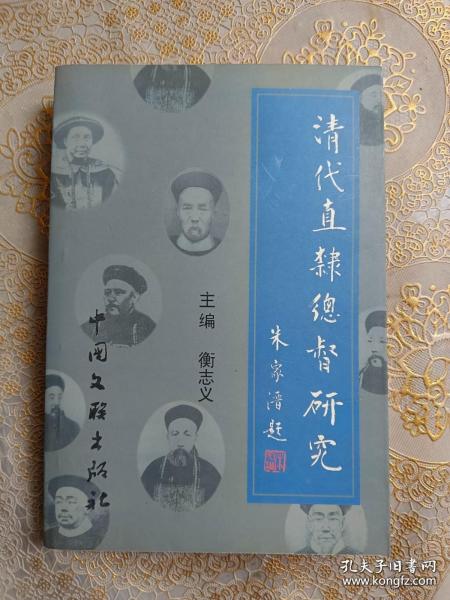 清代直隶總督研究
朱家溍题
主编 衡志义
中国文联出版社
孔夫子旧书网
www.kongfz.com